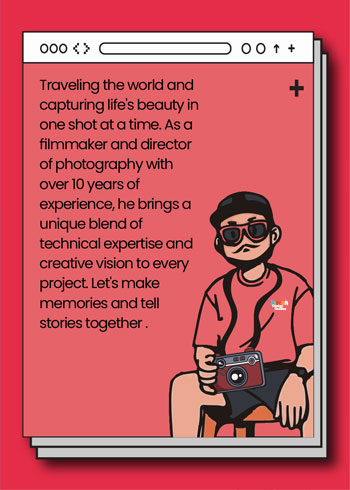 Traveling the world and
capturing life's beauty in
one shot at a time. As a
filmmaker and director
of photography with
over 10 years of
experience, he brings a
unique blend of
technical expertise and
creative vision to every
project. Let's make
memories and tell
stories together .